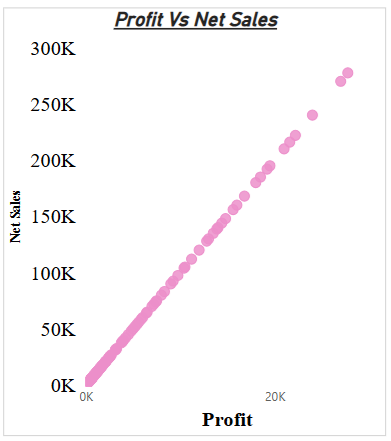 Profit Vs Net Sales
300K
250K
200K
150K
100K
50K
0K
Net Sales
0K 20K
Profit